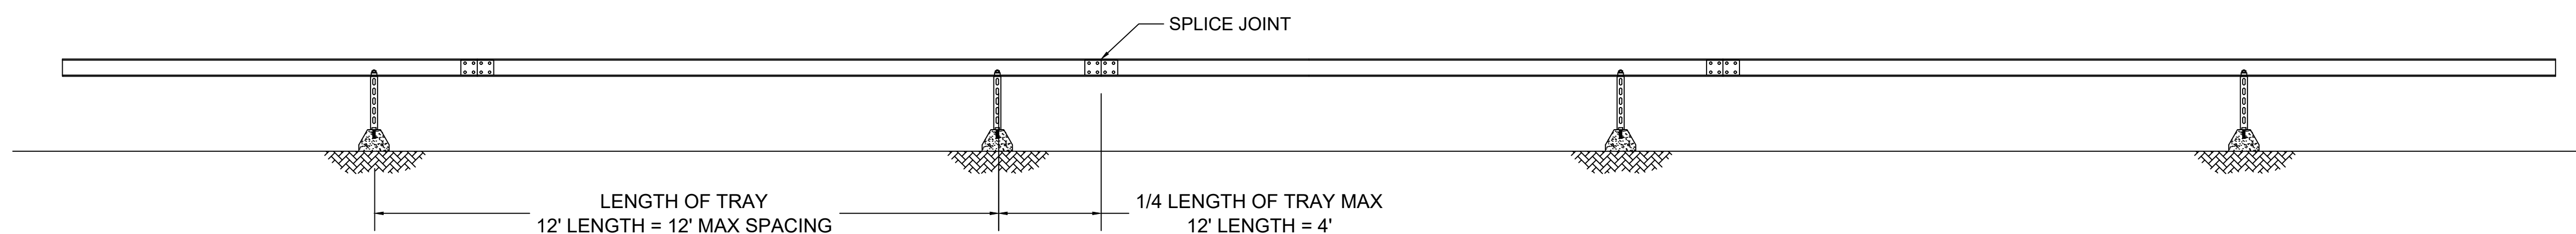 SPLICE JOINT
LENGTH OF TRAY
12' LENGTH = 12' MAX SPACING
1/4 LENGTH OF TRAY MAX
12' LENGTH = 4'